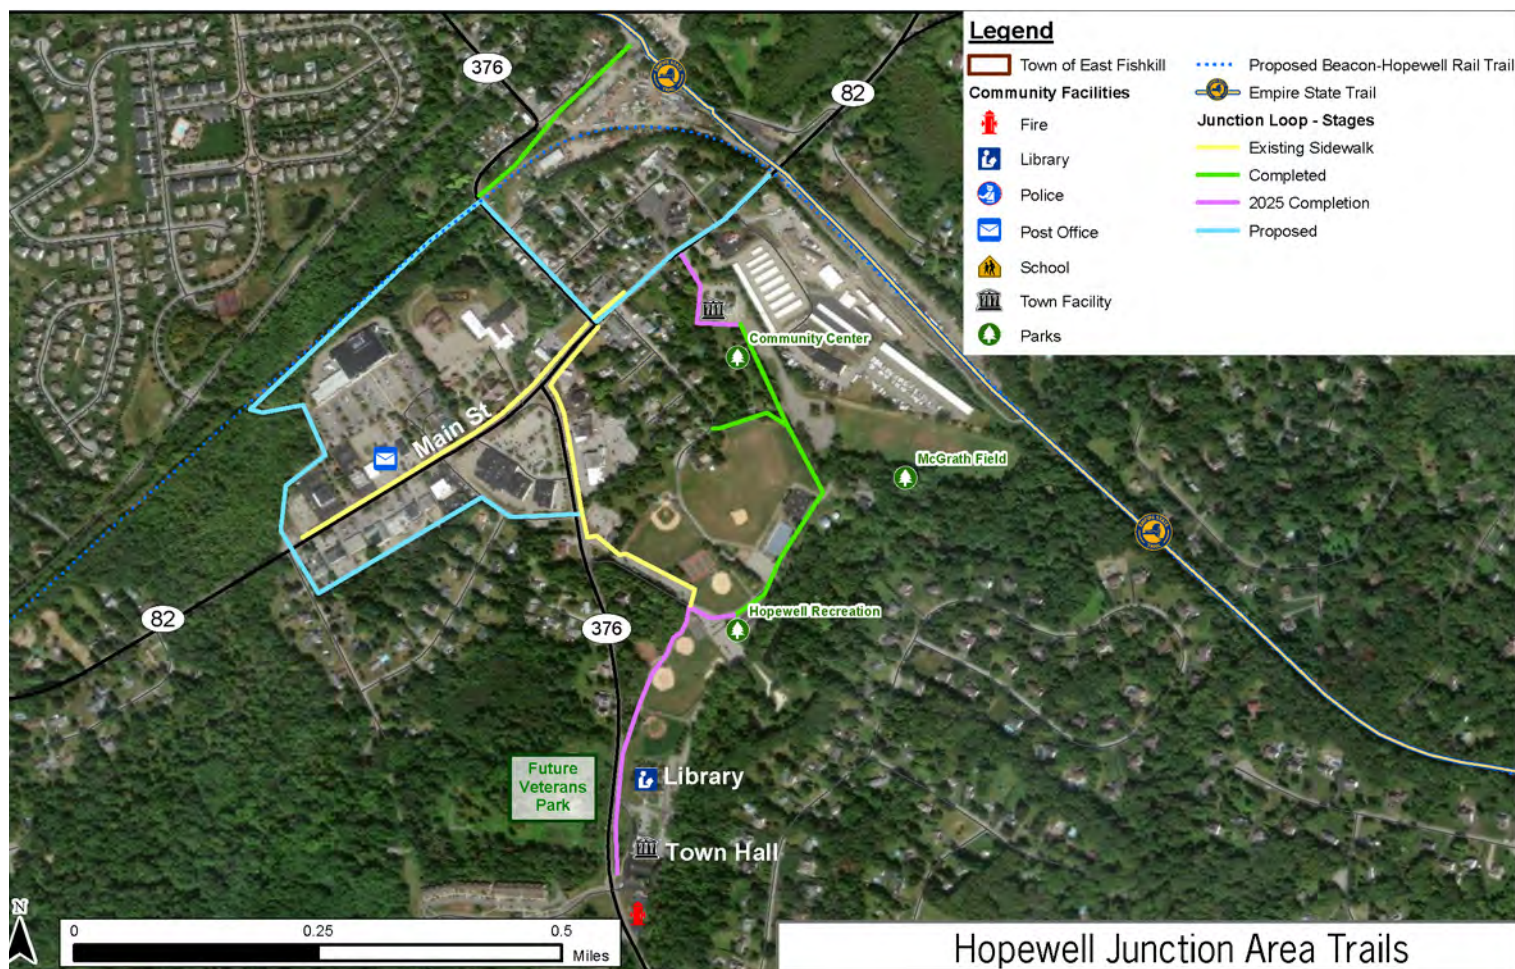 Legend
Town of East Fishkill
Community Facilities
Fire
Library
Police
Post Office
School
Town Facility
Parks
Proposed Beacon-Hopewell Rail Trail
Empire State Trail
Junction Loop - Stages
Existing Sidewalk
Completed
2025 Completion
Proposed
376
82
Community Center
Main St
McGrath Field
Hopewell Recreation
82
376
Future
Veterans
Park
Library
Town Hall
N
0 0.25 0.5
Miles
Hopewell Junction Area Trails